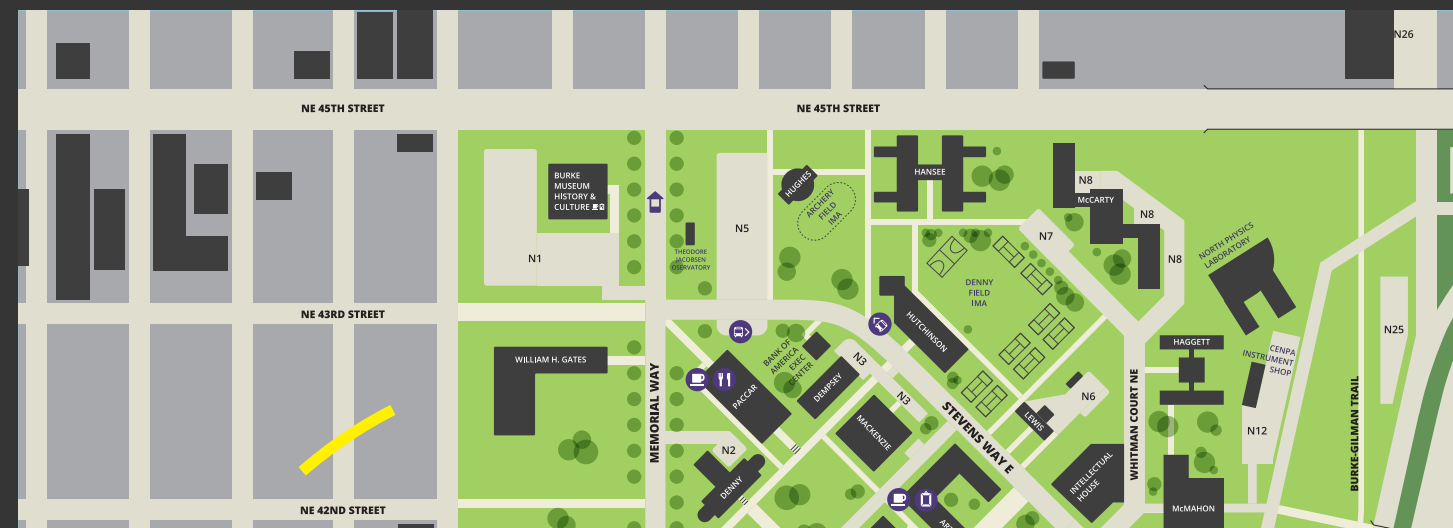 N26
NE 45TH STREET
NE 45TH STREET
BURKE
MUSEUM
HISTORY &
CULTURE
HUGHES
HANSEE
N8
McCARTY
N8
ARCHERY
FIELD
IMA
N5
N7
N1
THEODORE
JACOBSEN
OSERVATORY
N8
NORTH PHYSICS
LABORATORY
DENNY
FIELD
IMA
NE 43RD STREET
HUTCHINSON
N25
HAGGETT
CENPA
INSTRUMENT
SHOP
WILLIAM H. GATES
BANK OF
AMERICA
EXEC
CENTER
N3
DEMPSEY
PACCAR
N3
N6
MEMORIAL WAY
STEVENS WAY E
LEWIS
WHITMAN COURT NE
BURKE-GILMAN TRAIL
MACKENZIE
N12
N2
DENNY
INTELLECTUAL
HOUSE
NE 42ND STREET
McMAHON